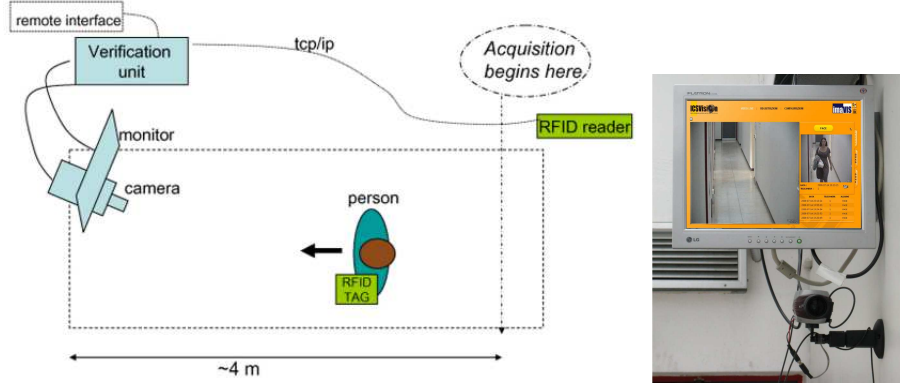 remote interface
Verification
unit
tcp/ip
Acquisition
begins here
RFID reader
monitor
camera
person
RFID
TAG
~4 m
ICSVision
LG